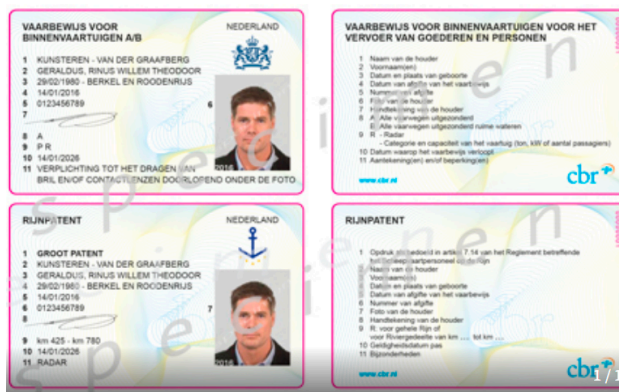 VAARBEWIJS VOOR
BINNENVAARTUIGEN A/B
NEDERLAND
1 KUNSTEREN - VAN DER GRAAFBERG
2 GERALDUS, RINUS WILLEM THEODOOR
3 29/02/1980 - BERKEL EN ROODENRIJS
4 14/01/2016
5 0123456789
6
7
8 A
9 P R
10 14/01/2026
11 VERPLICHTING TOT HET DRAGEN VAN
BRIL EN/OF CONTACTLENZEN DOORLOPEND ONDER DE FOTO
2016
specimen
VAARBEWIJS VOOR BINNENVAARTUIGEN VOOR HET
VERVOER VAN GOEDEREN EN PERSONEN
1 Naam van de houder
2 Voornaam(en)
3 Datum en plaats van geboorte
4 Datum van afgifte van het vaarbewijs
5 Nummer van afgifte
6 Foto van de houder
7 Handtekening van de houder
8 A: Alle vaarwegen uitgezonderd
B: Alle vaarwegen uitgezonderd ruime wateren
9 R - Radar
- Categorie en capaciteit van het vaartuig (ton, kW of aantal passagiers)
10 Datum waarop het vaarbewijs verloopt
11 Aantekening(en) en/of beperking(en)
www.cbr.nl
cbr
RIJNPATENT
NEDERLAND
1 GROOT PATENT
2 KUNSTEREN - VAN DER GRAAFBERG
3 GERALDUS, RINUS WILLEM THEODOOR
4 29/02/1980 - BERKEL EN ROODENRIJS
5 14/01/2016
6 0123456789
7
8
9 km 425 - km 780
10 14/01/2026
11 RADAR
2016
specimen
RIJNPATENT
1 Opdruk als bedoeld in artikel 7.14 van het Reglement betreffende
het Scheepvaartpersoneel op de Rijn
2 Naam van de houder
3 Voornaam(en)
4 Datum en plaats van geboorte
5 Datum van afgifte van het vaarbewijs
6 Nummer van afgifte
7 Foto van de houder
8 Handtekening van de houder
9 R: voor gehele Rijn of
voor Riviergedeelte van km .... tot km ....
10 Geldigheidsdatum pas
11 Bijzonderheden
www.cbr.nl
cbr